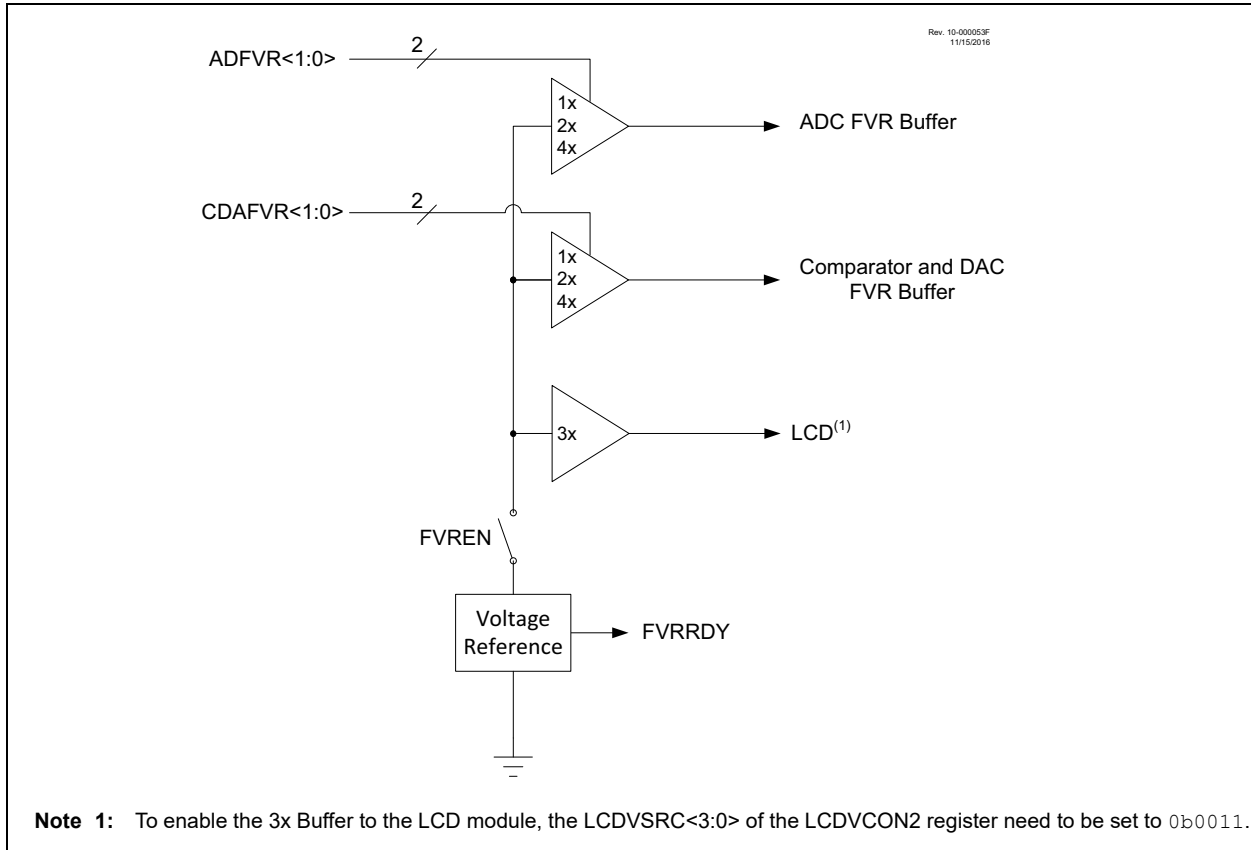 Rev. 10-000053F
11/15/2016
ADFVR<1:0>
2
1x
2x
4x
ADC FVR Buffer
CDAFVR<1:0>
2
1x
2x
4x
Comparator and DAC
FVR Buffer
3x
LCD(1)
FVREN
Voltage
Reference
FVRRDY
Note 1: To enable the 3x Buffer to the LCD module, the LCDVSRC<3:0> of the LCDVCON2 register need to be set to 0b0011.